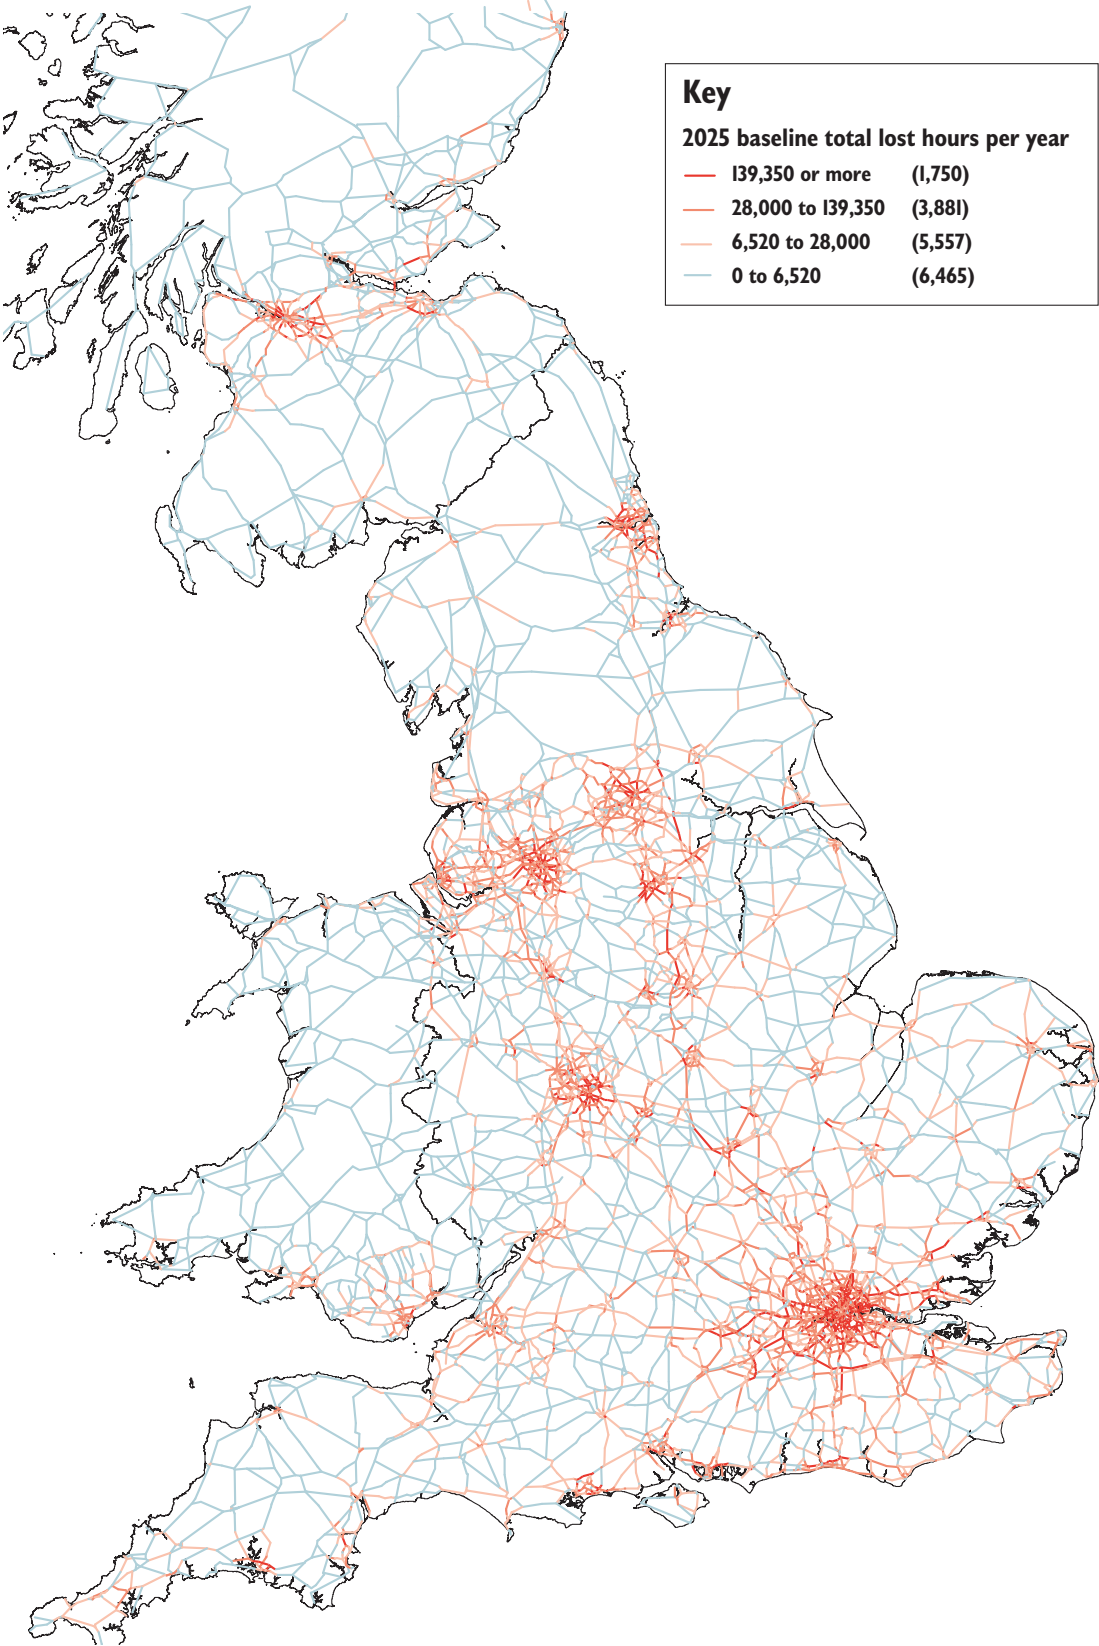 Key
2025 baseline total lost hours per year
139,350 or more (1,750)
28,000 to 139,350 (3,881)
6,520 to 28,000 (5,557)
0 to 6,520 (6,465)